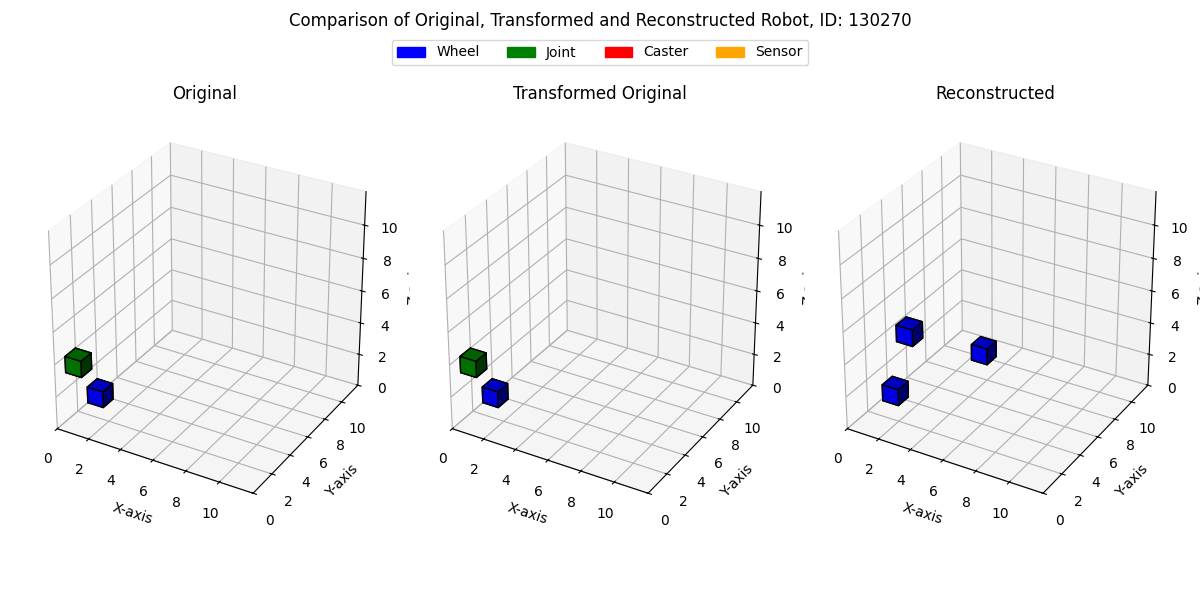 Comparison of Original, Transformed and Reconstructed Robot, ID: 130270
Wheel Joint Caster Sensor
Original Transformed Original Reconstructed
10 10 10
8 8 8
6 6 6
4 4 4
2 2 2
0 0 0
10 10 10
8 8 8
6 6 6
4 4 4
2 2 2
0 0 0
0 2 4 6 8 10 0 2 4 6 8 10 0 2 4 6 8 10
X-axis Y-axis X-axis Y-axis X-axis Y-axis